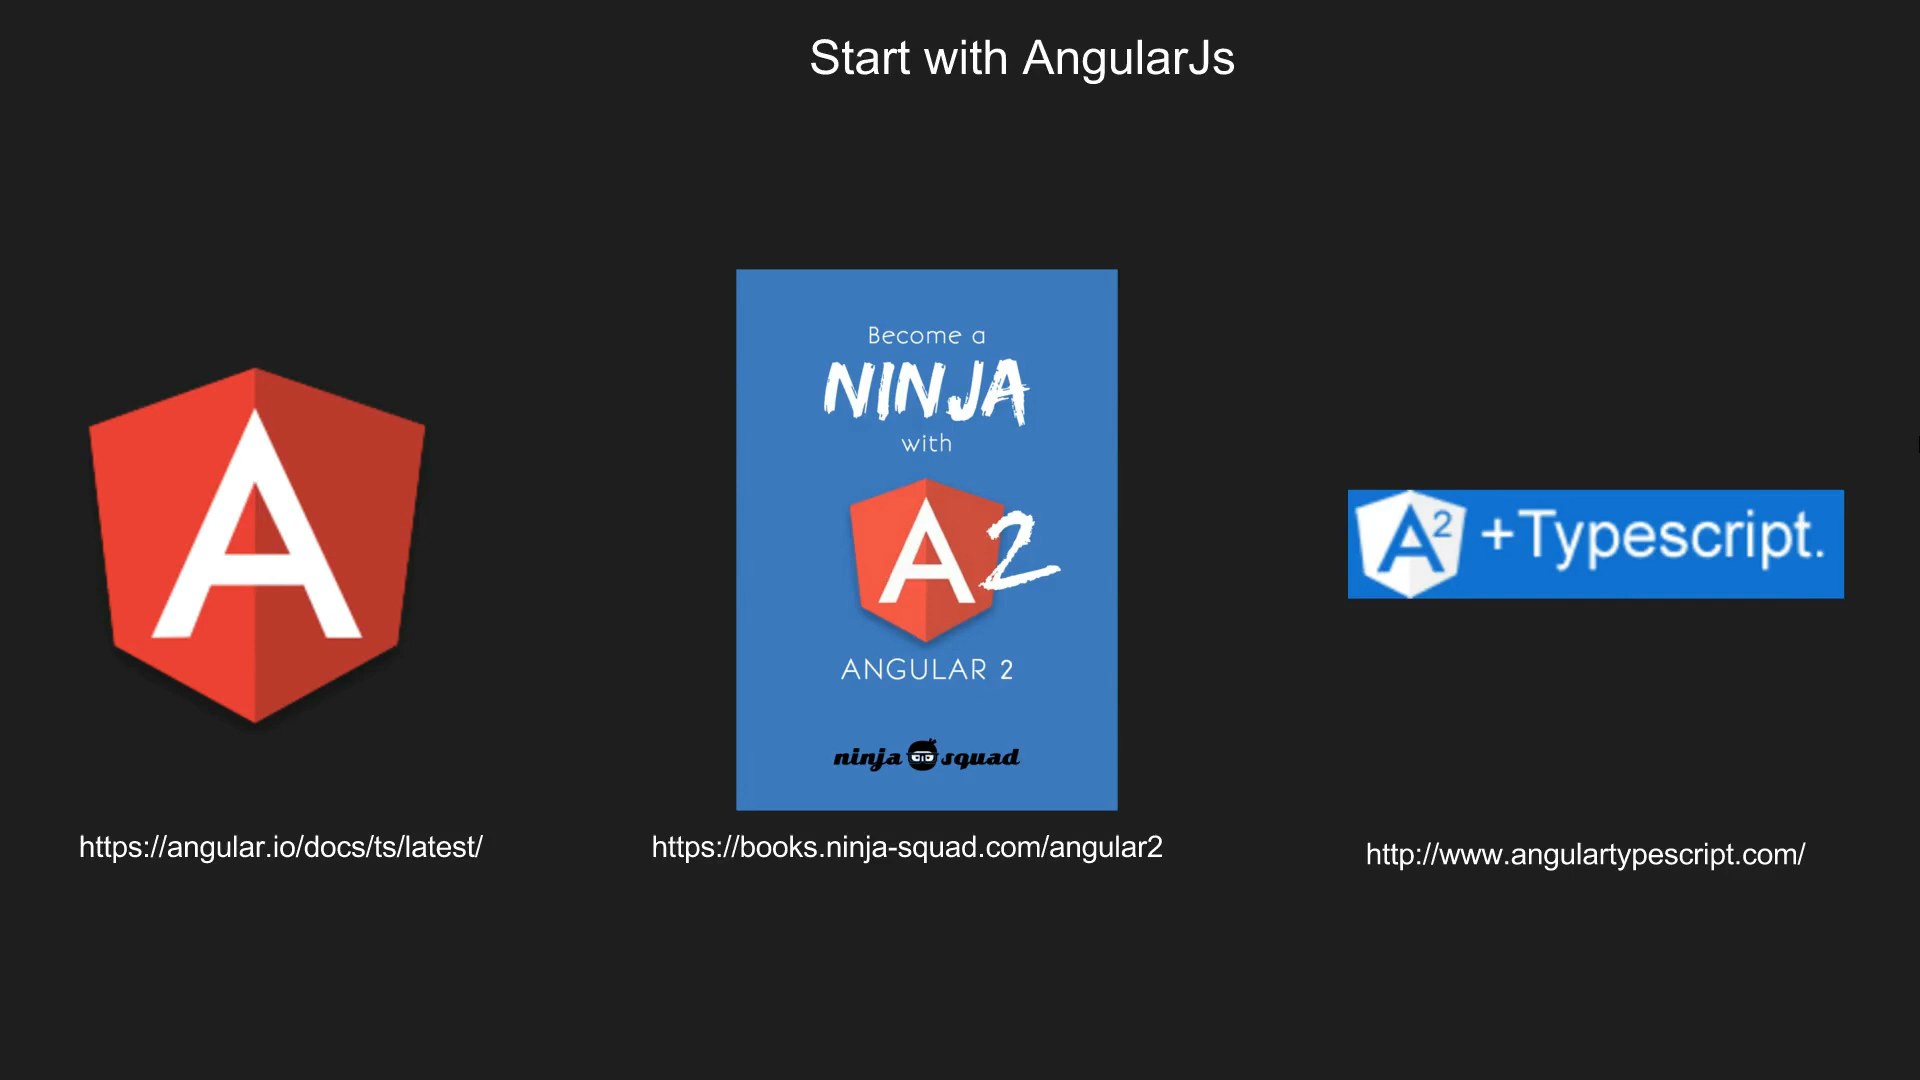 Start with AngularJs
Become a
NINJA
with
A 2
ANGULAR 2
ninja squad
A2 +Typescript.
A
https://angular.io/docs/ts/latest/
https://books.ninja-squad.com/angular2
http://www.angulartypescript.com/